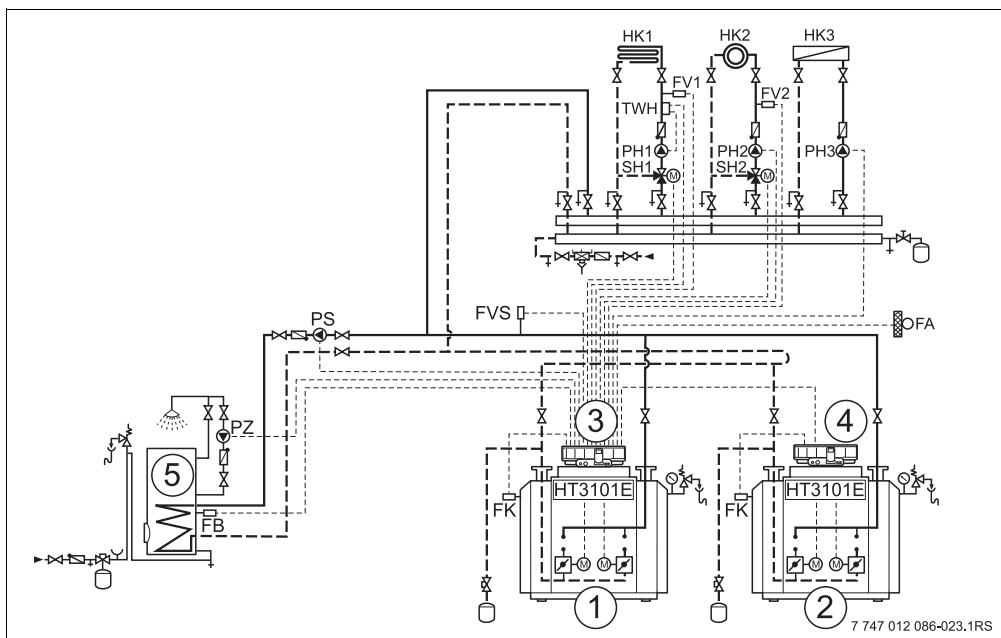 HK1 HK2 HK3
FV1 FV2
TWH
PH1 PH2 PH3
SH1 M SH2 M
PS FVS FA
3 4
PZ
5
HT3101E HT3101E
FK FK
FB
M M M M
1 2
7 747 012 086-023.1RS